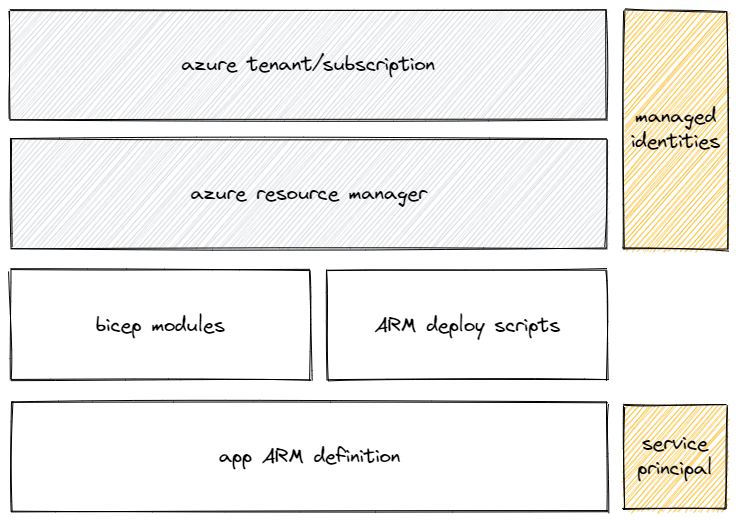 azure tenant/subscription
managed
identities
azure resource manager
bicep modules
ARM deploy scripts
app ARM definition
service
principal